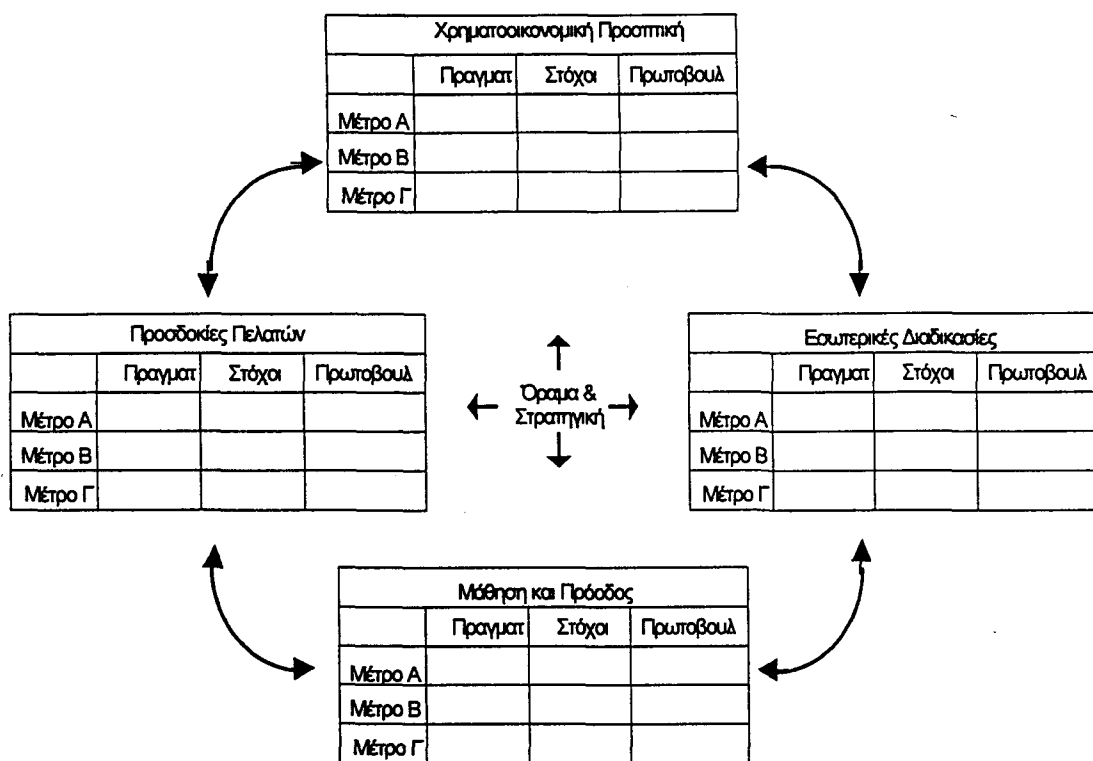 Χρηματοοικονομική Προοπτική
Πραγματ Στόχοι Πρωτοβουλ
Μέτρο Α
Μέτρο Β
Μέτρο Γ
Προσδοκίες Πελατών
Πραγματ Στόχοι Πρωτοβουλ
Μέτρο Α
Μέτρο Β
Μέτρο Γ
Όραμα &
Στρατηγική
Εσωτερικές Διαδικασίες
Πραγματ Στόχοι Πρωτοβουλ
Μέτρο Α
Μέτρο Β
Μέτρο Γ
Μάθηση και Πρόοδος
Πραγματ Στόχοι Πρωτοβουλ
Μέτρο Α
Μέτρο Β
Μέτρο Γ